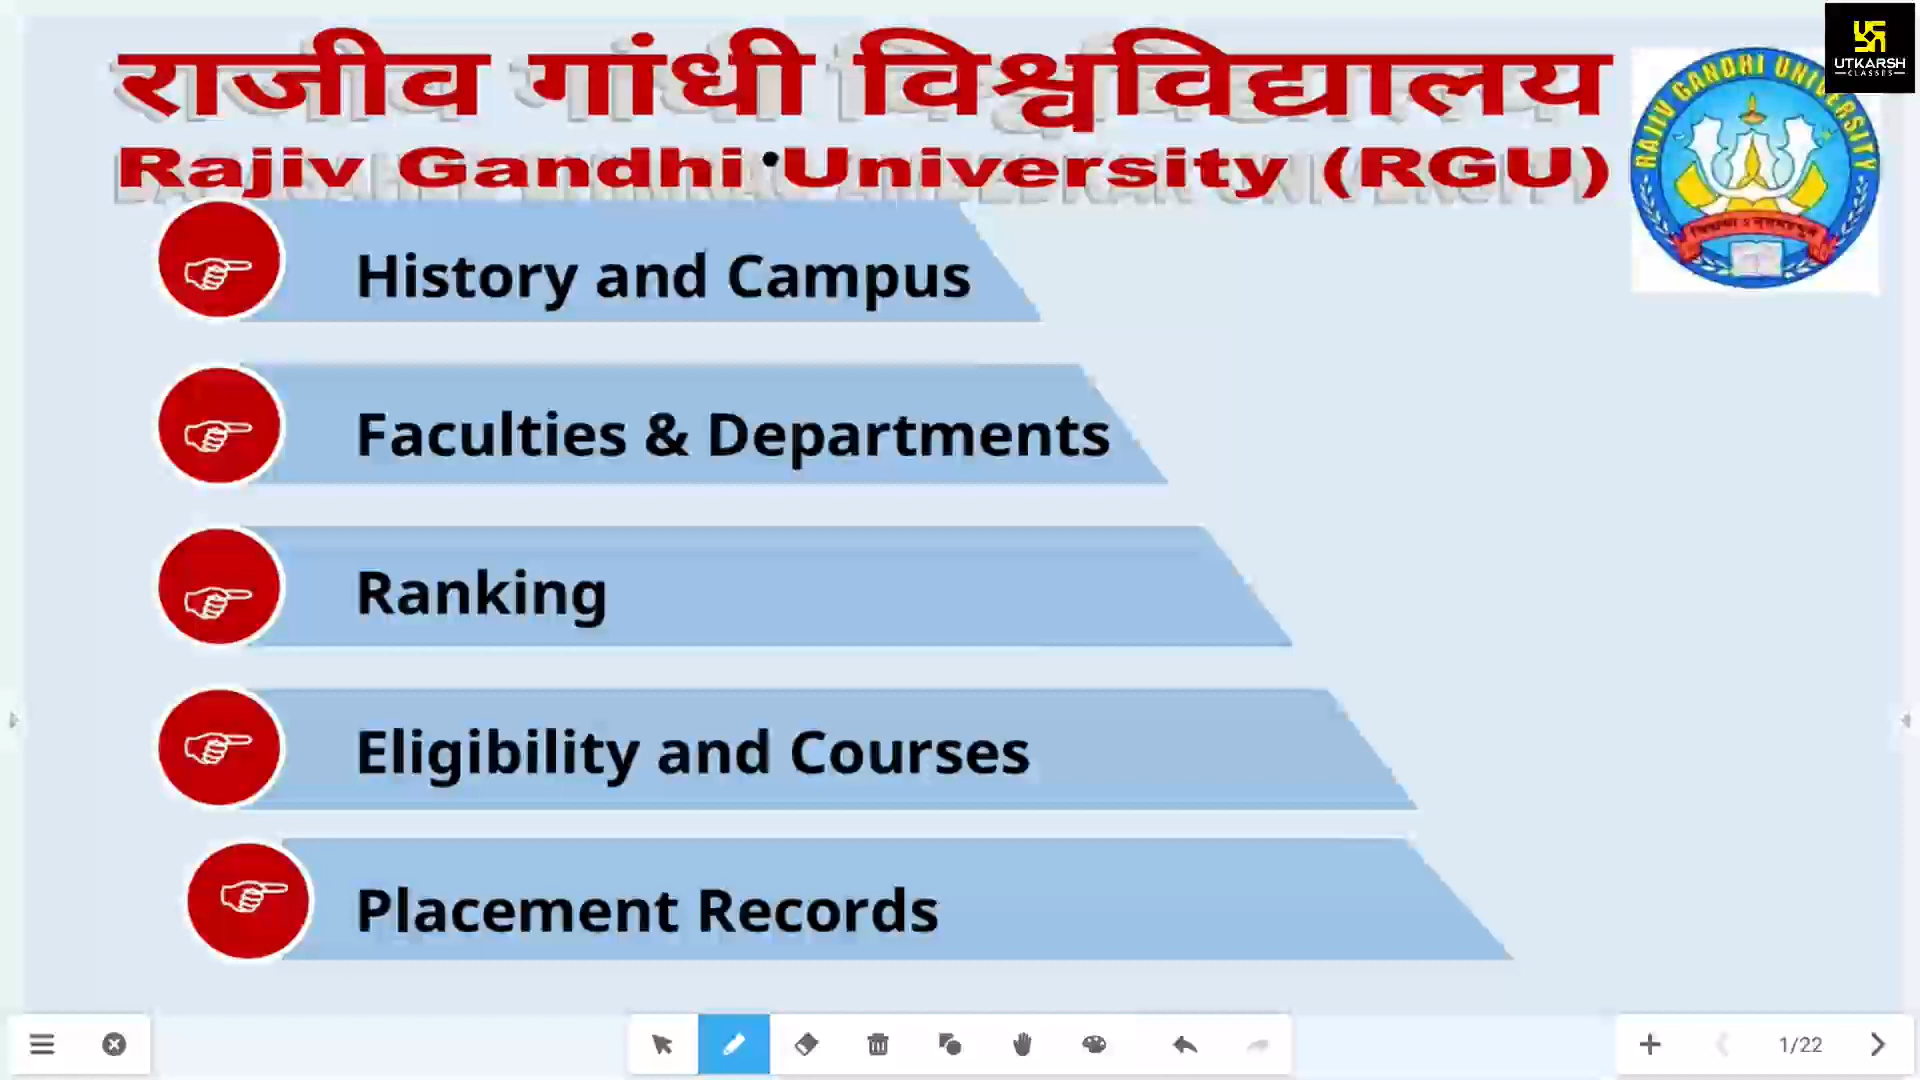 राजीव गांधी विश्वविद्यालय
Rajiv Gandhi University (RGU)
RAJIV GANDHI UNIVERSITY
UTKARSH
CLASSES
History and Campus
Faculties & Departments
Ranking
Eligibility and Courses
Placement Records
1/22